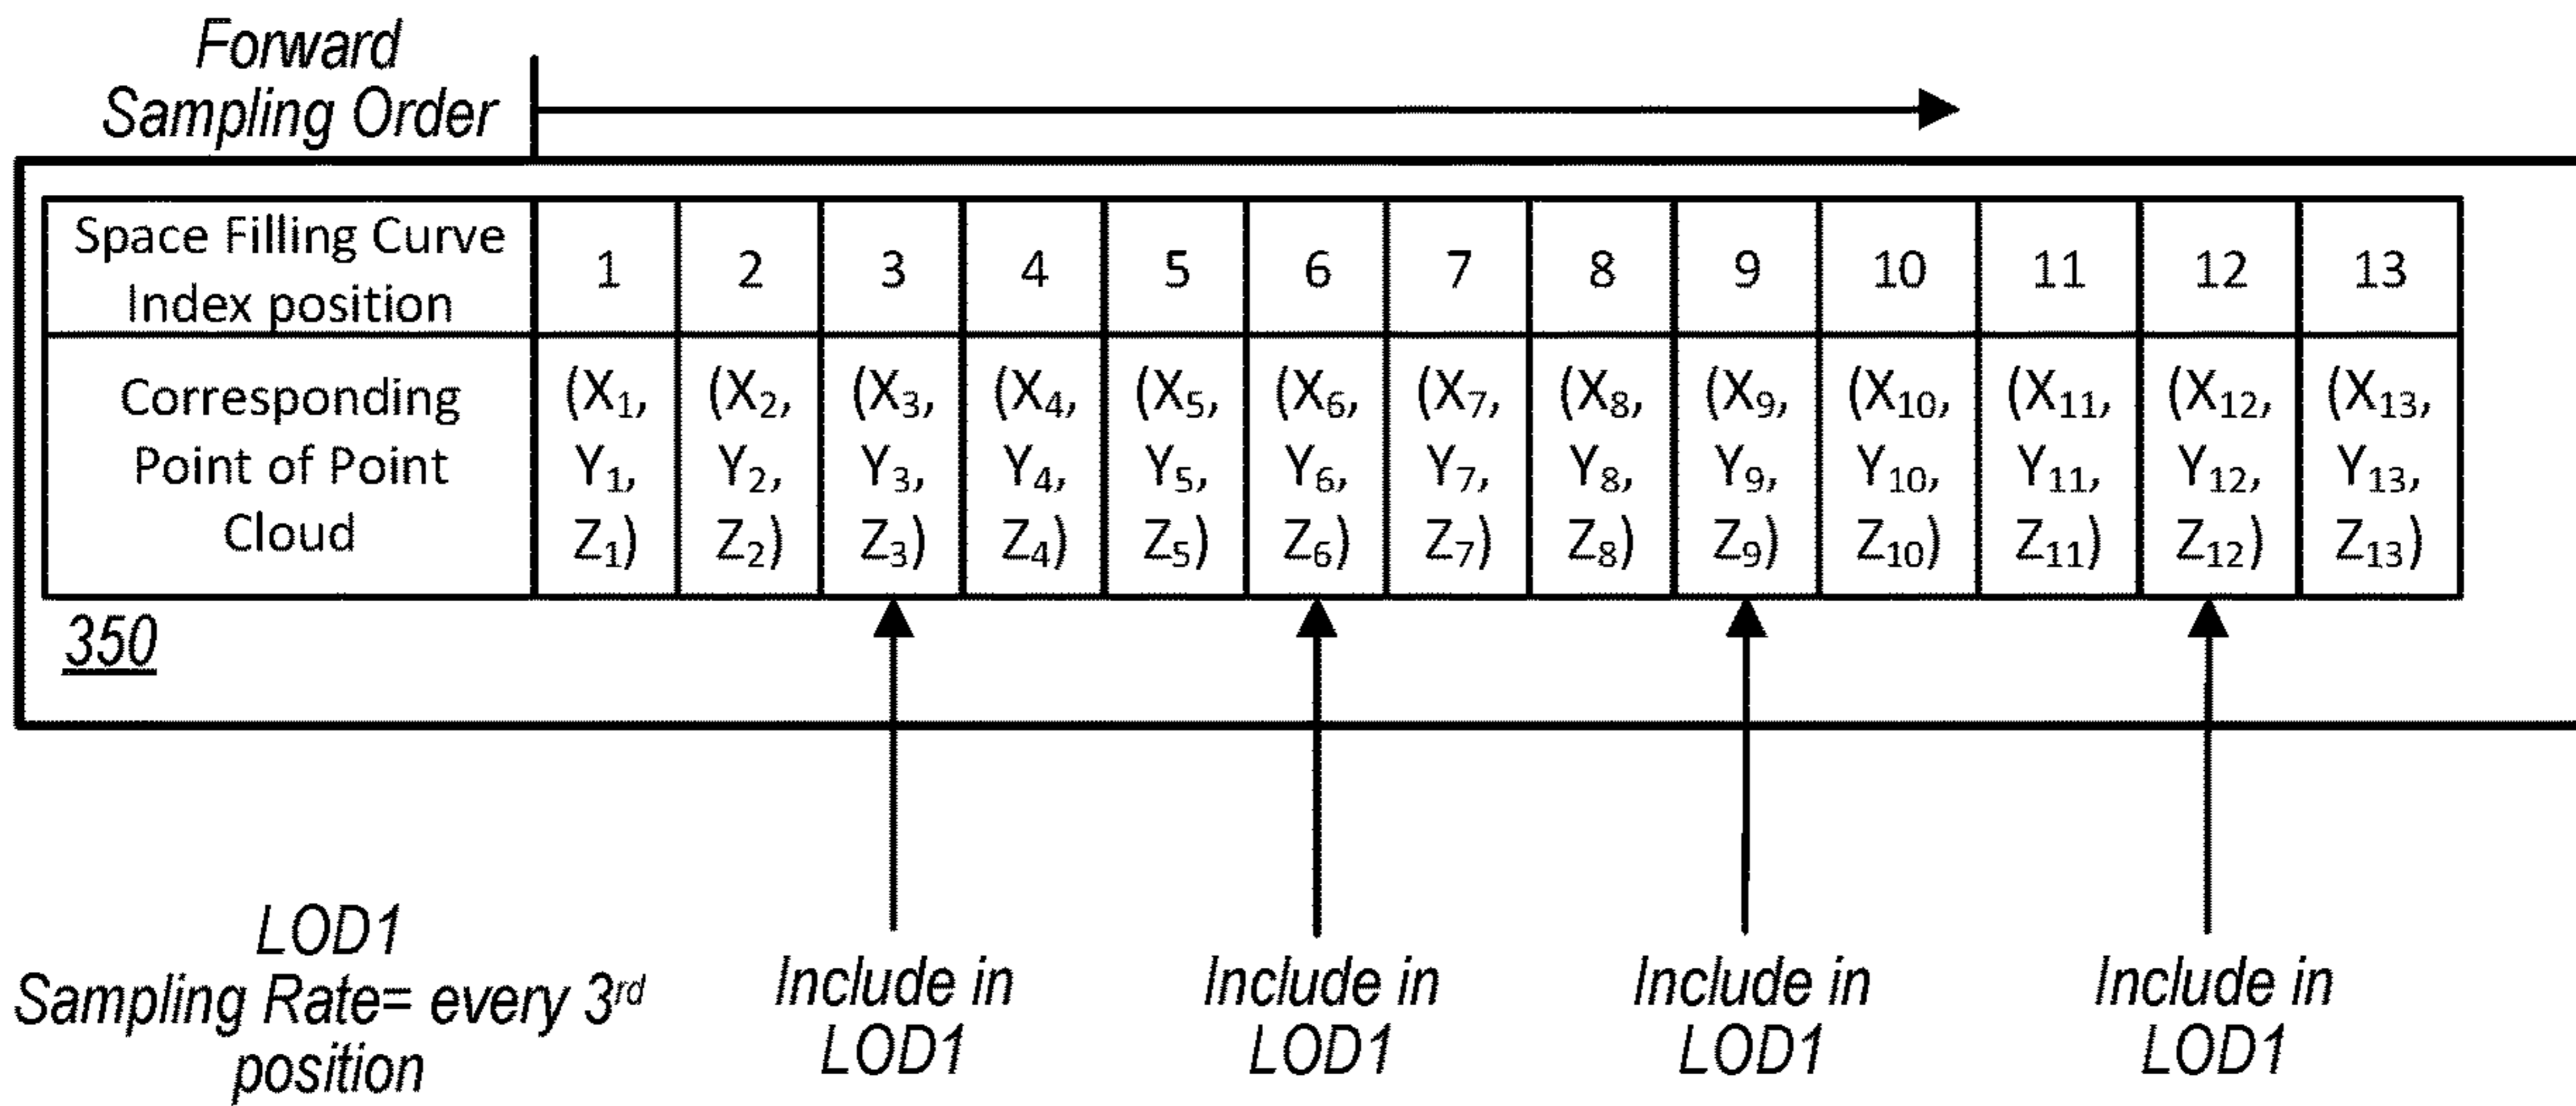 Forward
Sampling Order
Space Filling Curve
Index position
1 2 3 4 5 6 7 8 9 10 11 12 13
Corresponding
Point of Point
Cloud
(X₁, (X₂, (X₃, (X₄, (X₅, (X₆, (X₇, (X₈, (X₉, (X₁₀, (X₁₁, (X₁₂, (X₁₃,
Y₁, Y₂, Y₃, Y₄, Y₅, Y₆, Y₇, Y₈, Y₉, Y₁₀, Y₁₁, Y₁₂, Y₁₃,
Z₁) Z₂) Z₃) Z₄) Z₅) Z₆) Z₇) Z₈) Z₉) Z₁₀) Z₁₁) Z₁₂) Z₁₃)
350
LOD1
Sampling Rate= every 3rd
position
Include in
LOD1
Include in
LOD1
Include in
LOD1
Include in
LOD1